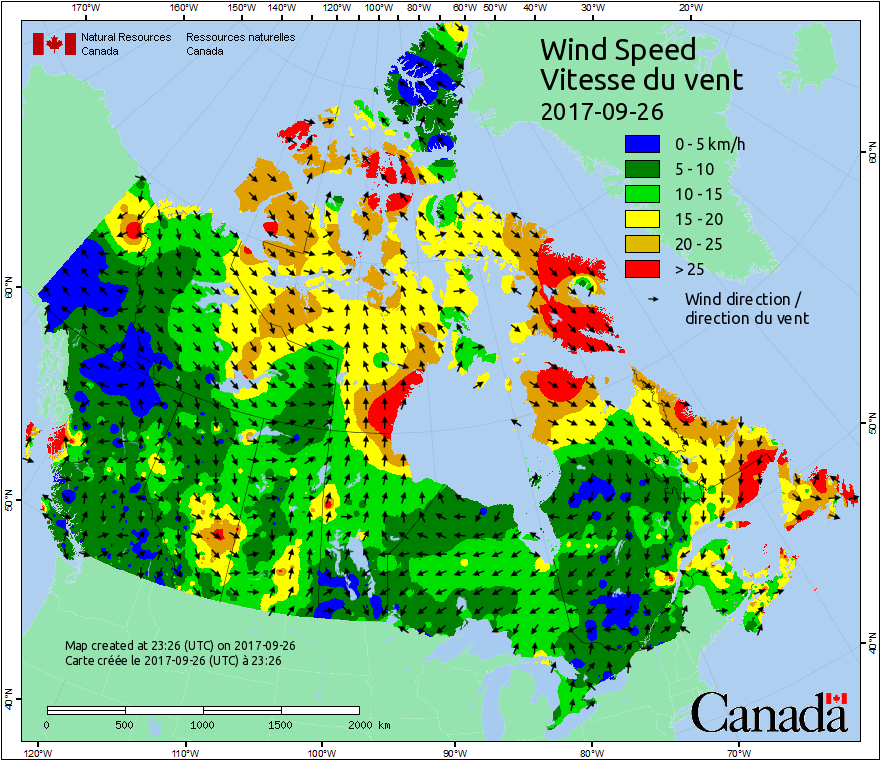 170°W 160°W 150°W 140°W 120°W 100°W 80°W 60°W 50°W 40°W 30°W 20°W
Natural Resources Ressources naturelles
Canada Canada
Wind Speed
Vitesse du vent
2017-09-26
0 - 5 km/h
5 - 10
10 - 15
15 - 20
20 - 25
> 25
Wind direction /
direction du vent
60°N
60°N
50°N
50°N
40°N
40°N
Map created at 23:26 (UTC) on 2017-09-26
Carte créée le 2017-09-26 (UTC) à 23:26
0 500 1000 1500 2000 km
Canada
120°W 110°W 100°W 90°W 80°W 70°W